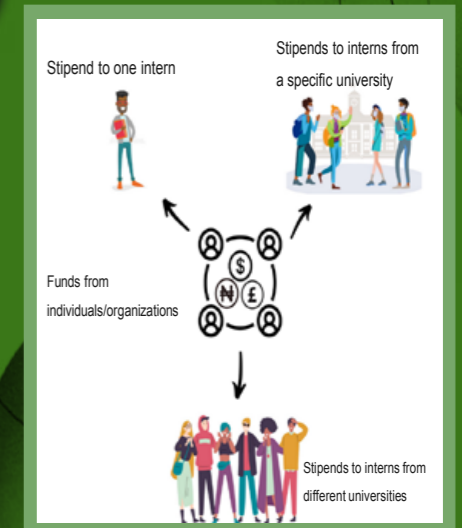 Stipend to one intern
Stipends to interns from
a specific university
$
₦ £
Funds from
individuals/organizations
Stipends to interns from
different universities